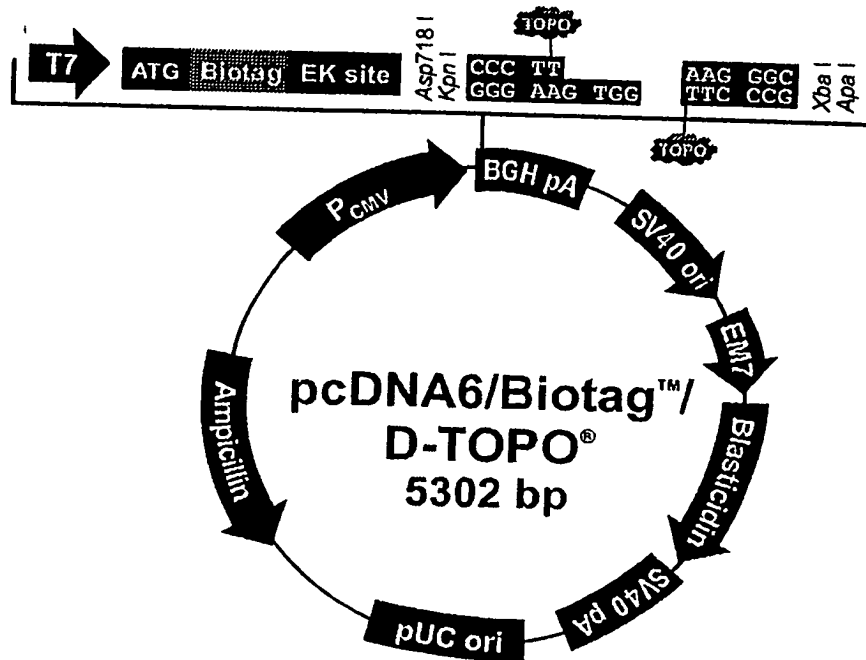 TOPO
T7 ATG Biotag EK site Asp718 I Kpn I CCC TT AAG GGC Xba I Apa I
GGG AAG TGG TTC CCG
TOPO
PCMV BGH pA SV40 ori
EM7
Ampicillin pcDNA6/Biotag™/ Blasticidin
D-TOPO®
5302 bp
pUC ori SV40 pA